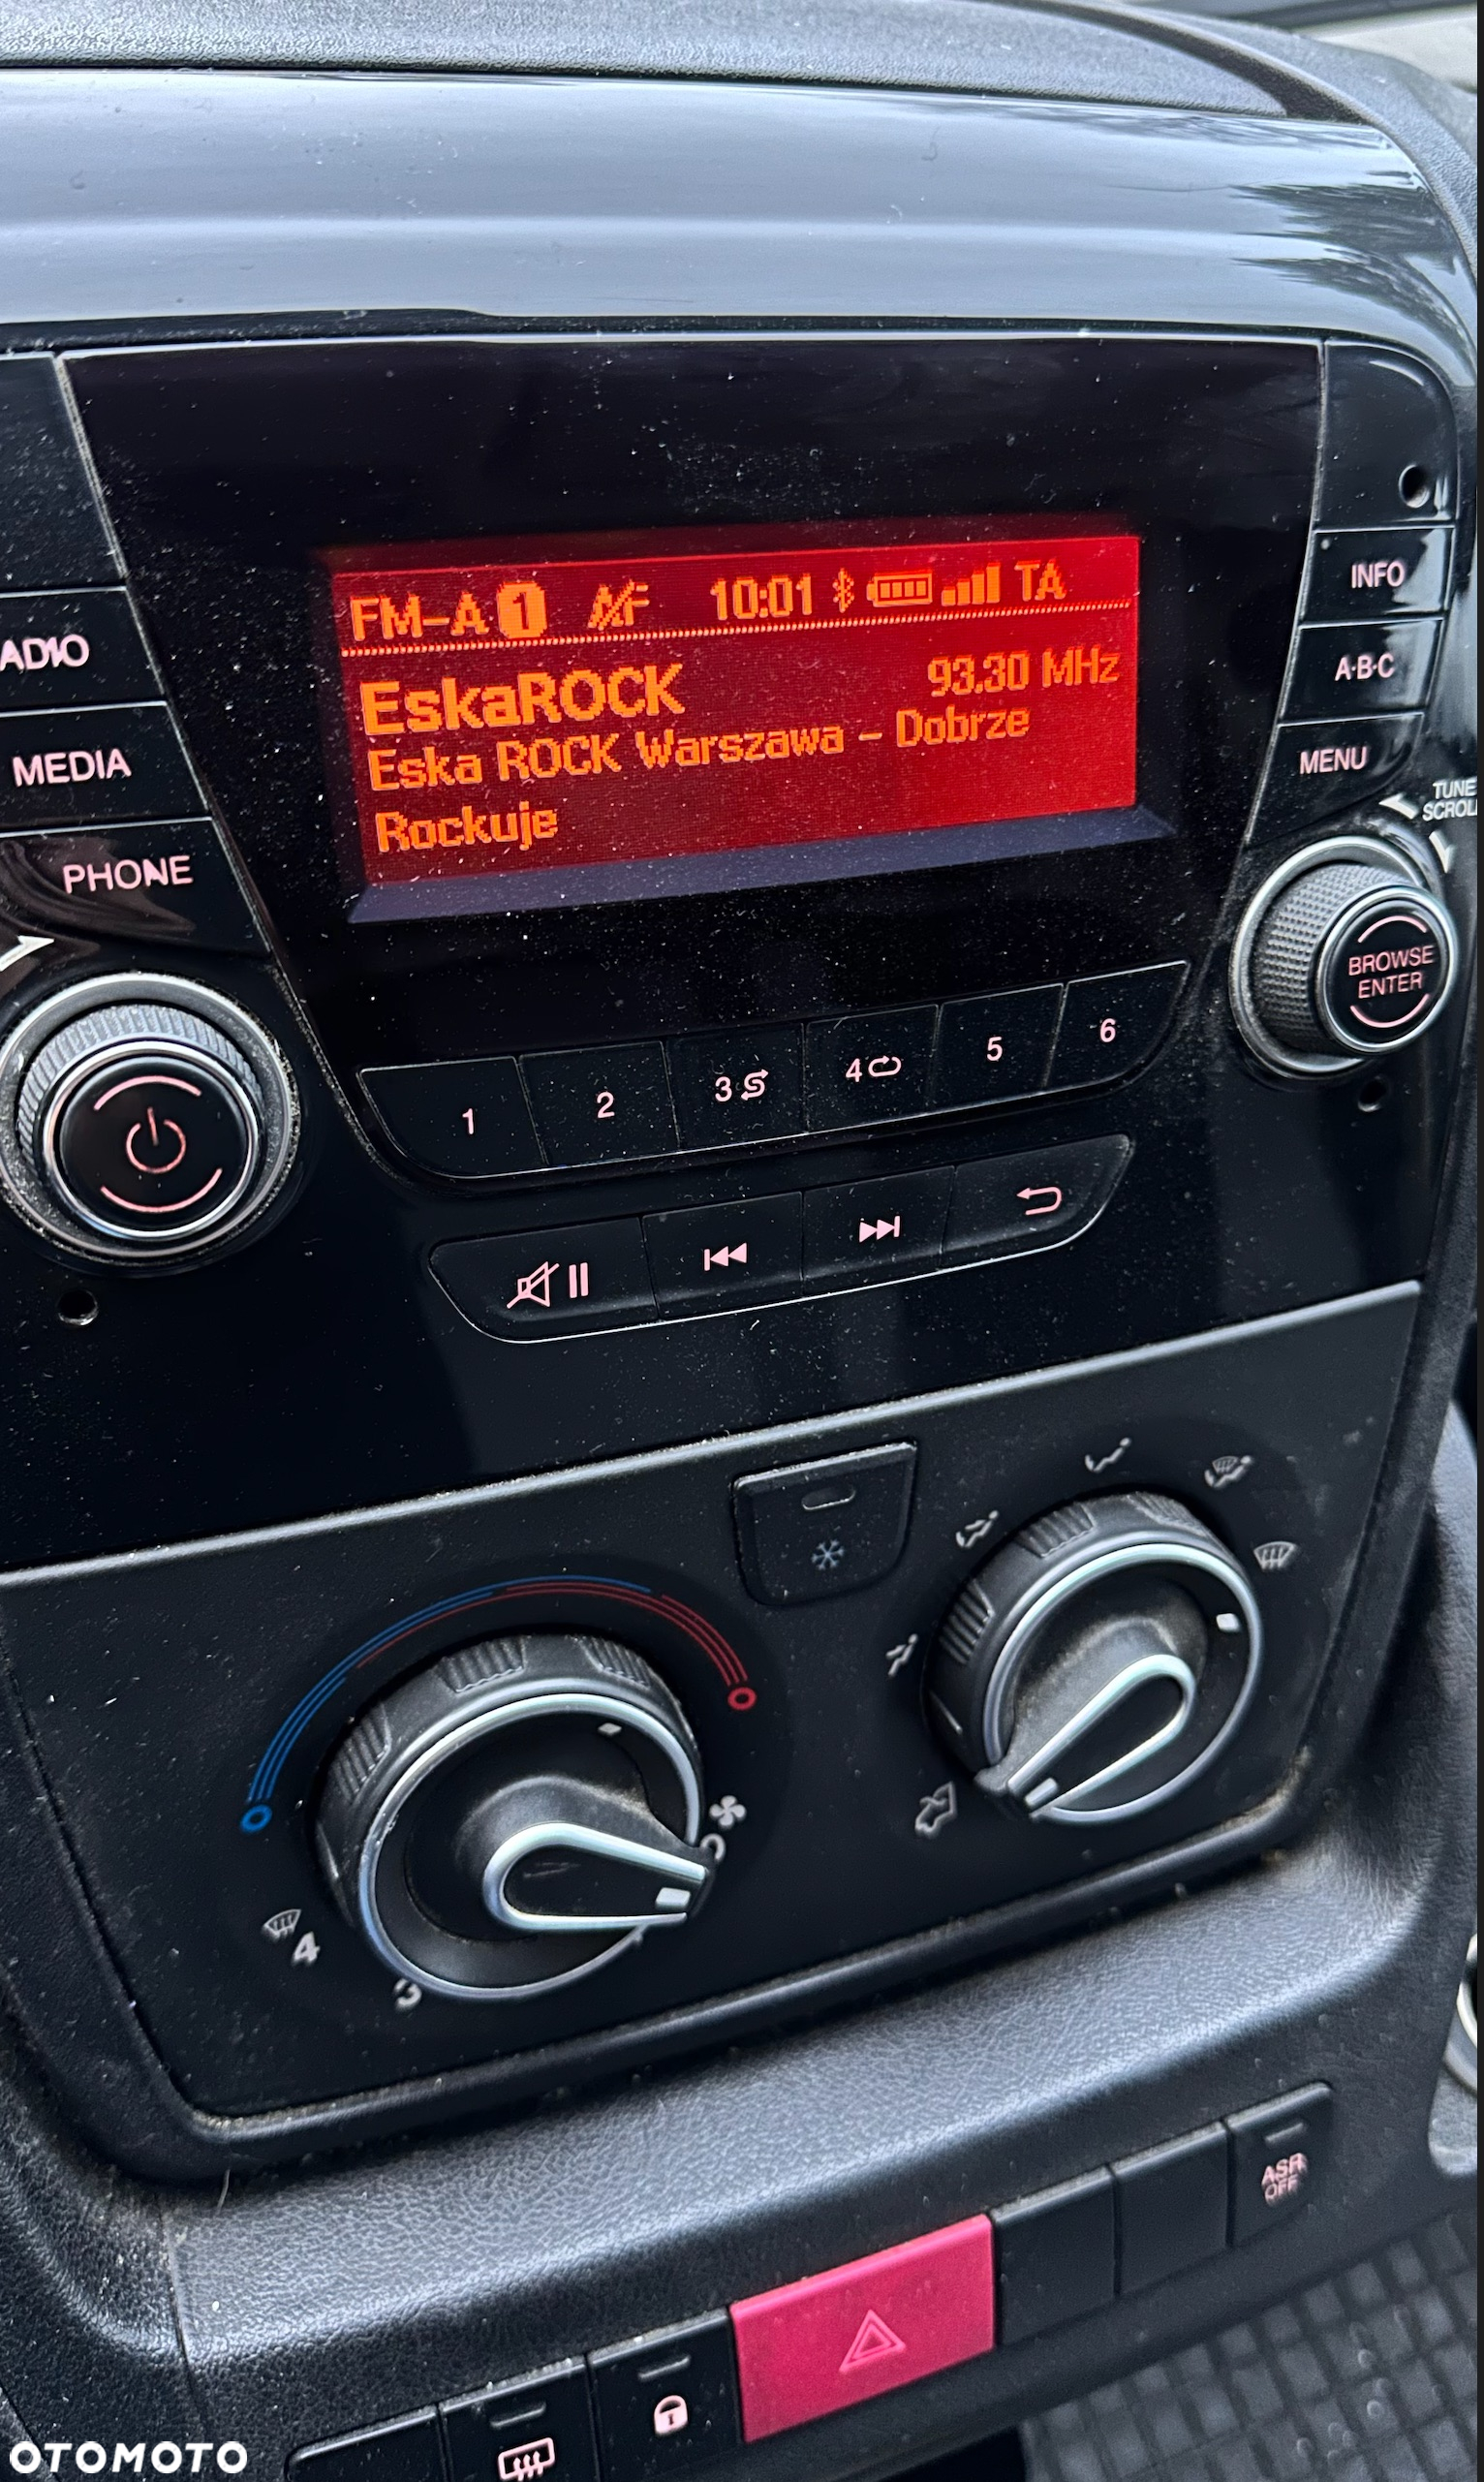 FM-A 1 AF 10:01 TA
EskaROCK 93.30 MHz
Eska ROCK Warszawa - Dobrze
Rockuje
ADIO
MEDIA
PHONE
INFO
A·B·C
MENU
TUNE
SCROLL
BROWSE
ENTER
1 2 3 4 5 6
0
4
3
ASR
OFF
OTOMOTO